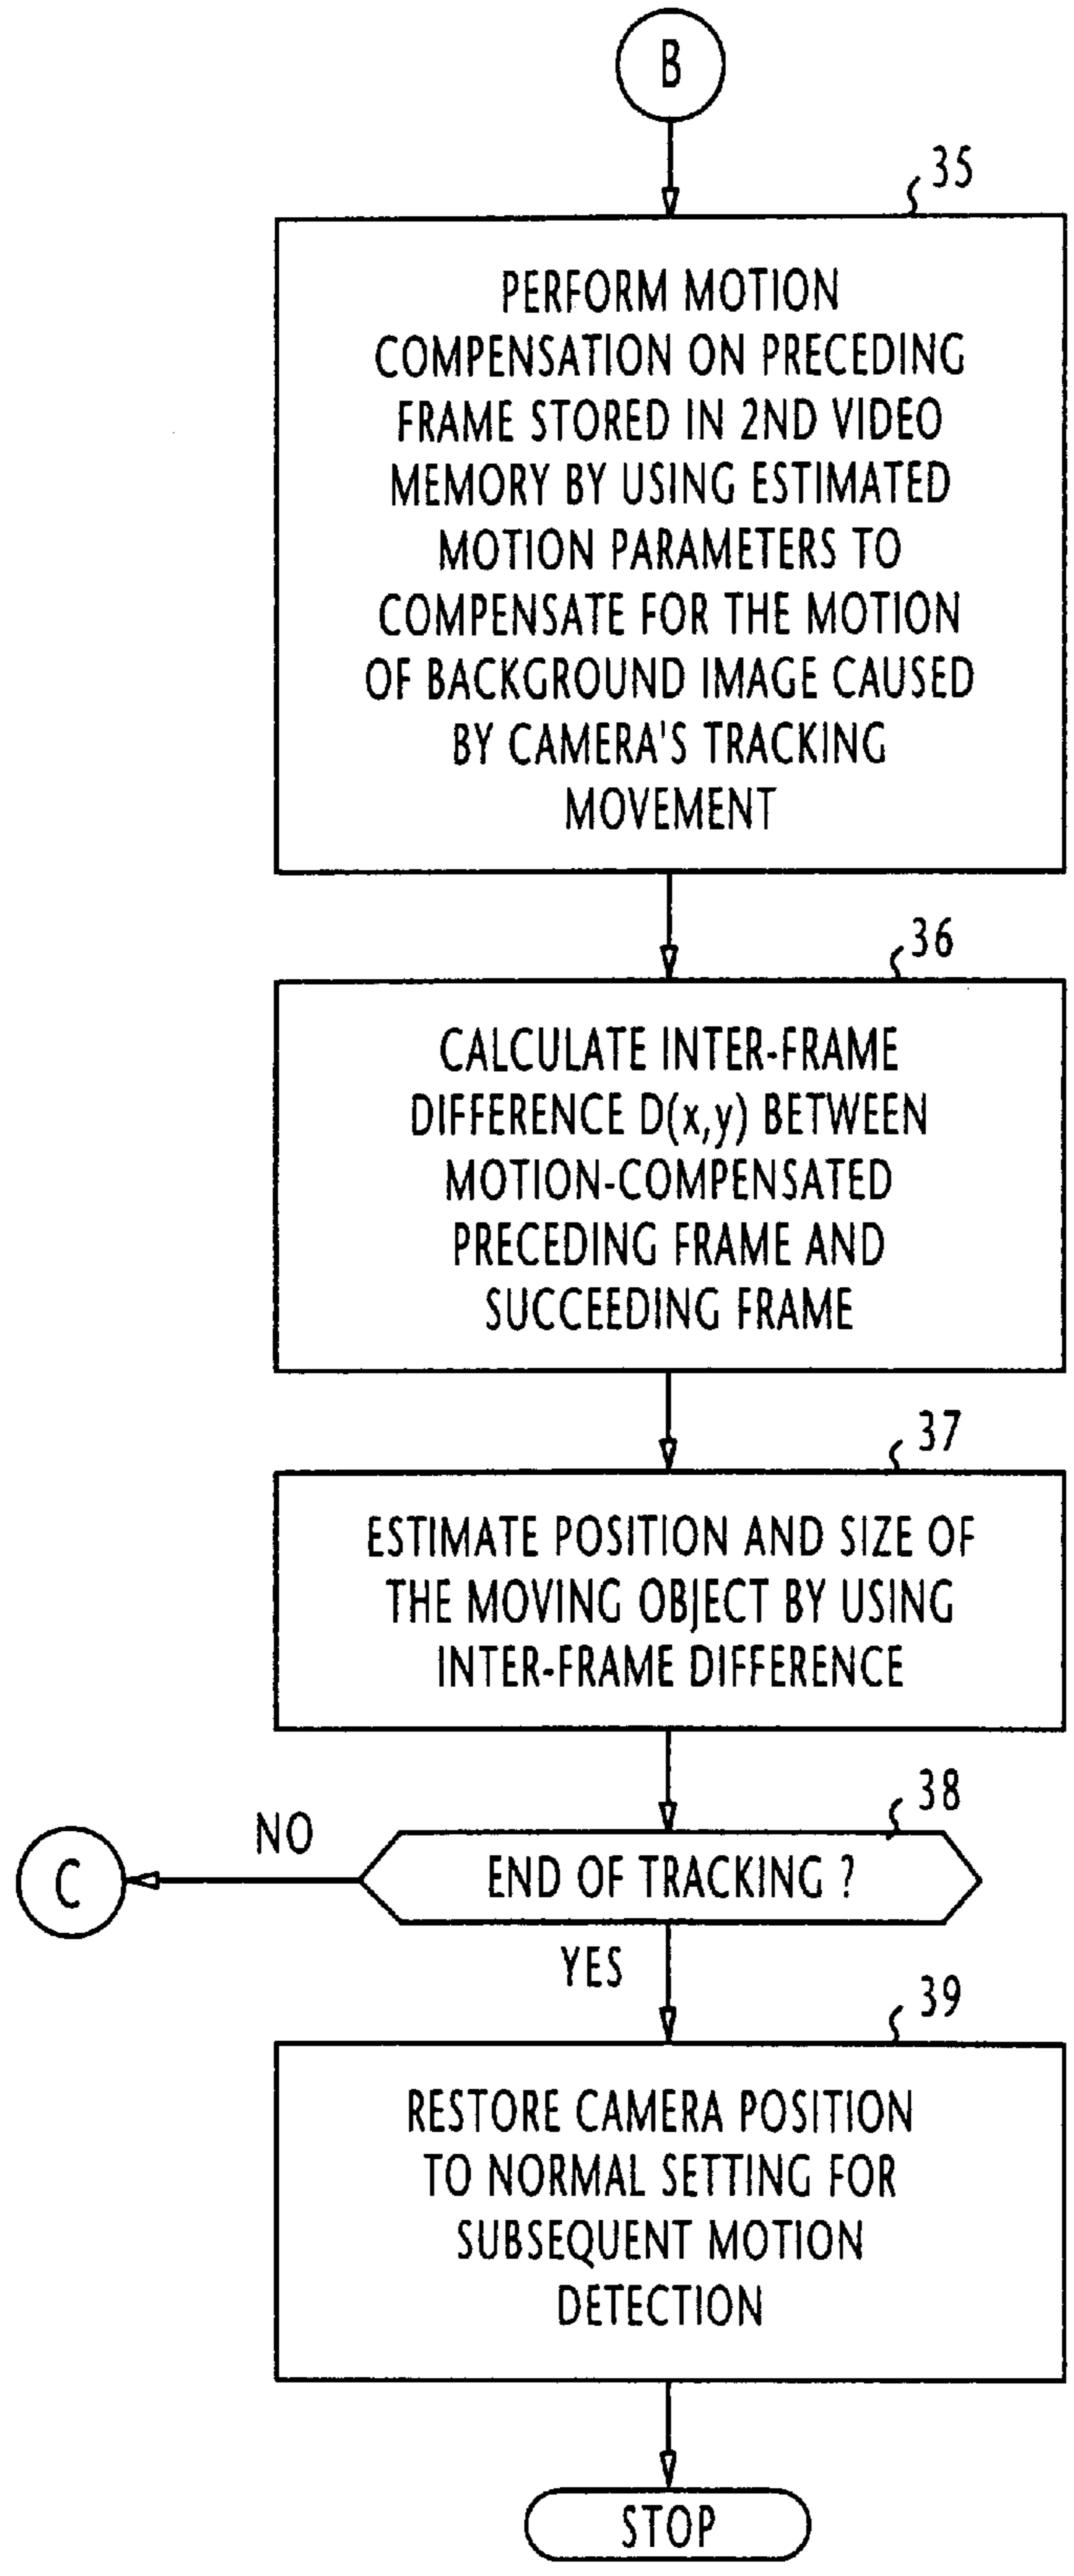 B
35
PERFORM MOTION
COMPENSATION ON PRECEDING
FRAME STORED IN 2ND VIDEO
MEMORY BY USING ESTIMATED
MOTION PARAMETERS TO
COMPENSATE FOR THE MOTION
OF BACKGROUND IMAGE CAUSED
BY CAMERA'S TRACKING
MOVEMENT
36
CALCULATE INTER-FRAME
DIFFERENCE D(x,y) BETWEEN
MOTION-COMPENSATED
PRECEDING FRAME AND
SUCCEEDING FRAME
37
ESTIMATE POSITION AND SIZE OF
THE MOVING OBJECT BY USING
INTER-FRAME DIFFERENCE
38
NO
C
END OF TRACKING ?
YES
39
RESTORE CAMERA POSITION
TO NORMAL SETTING FOR
SUBSEQUENT MOTION
DETECTION
STOP